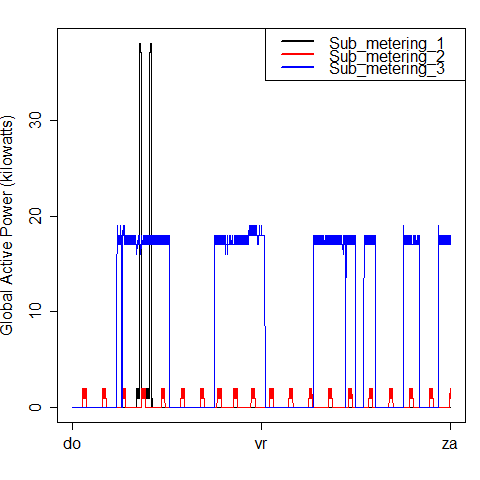 Sub_metering_1
Sub_metering_2
Sub_metering_3
Global Active Power (kilowatts)
30
20
10
0
do vr za